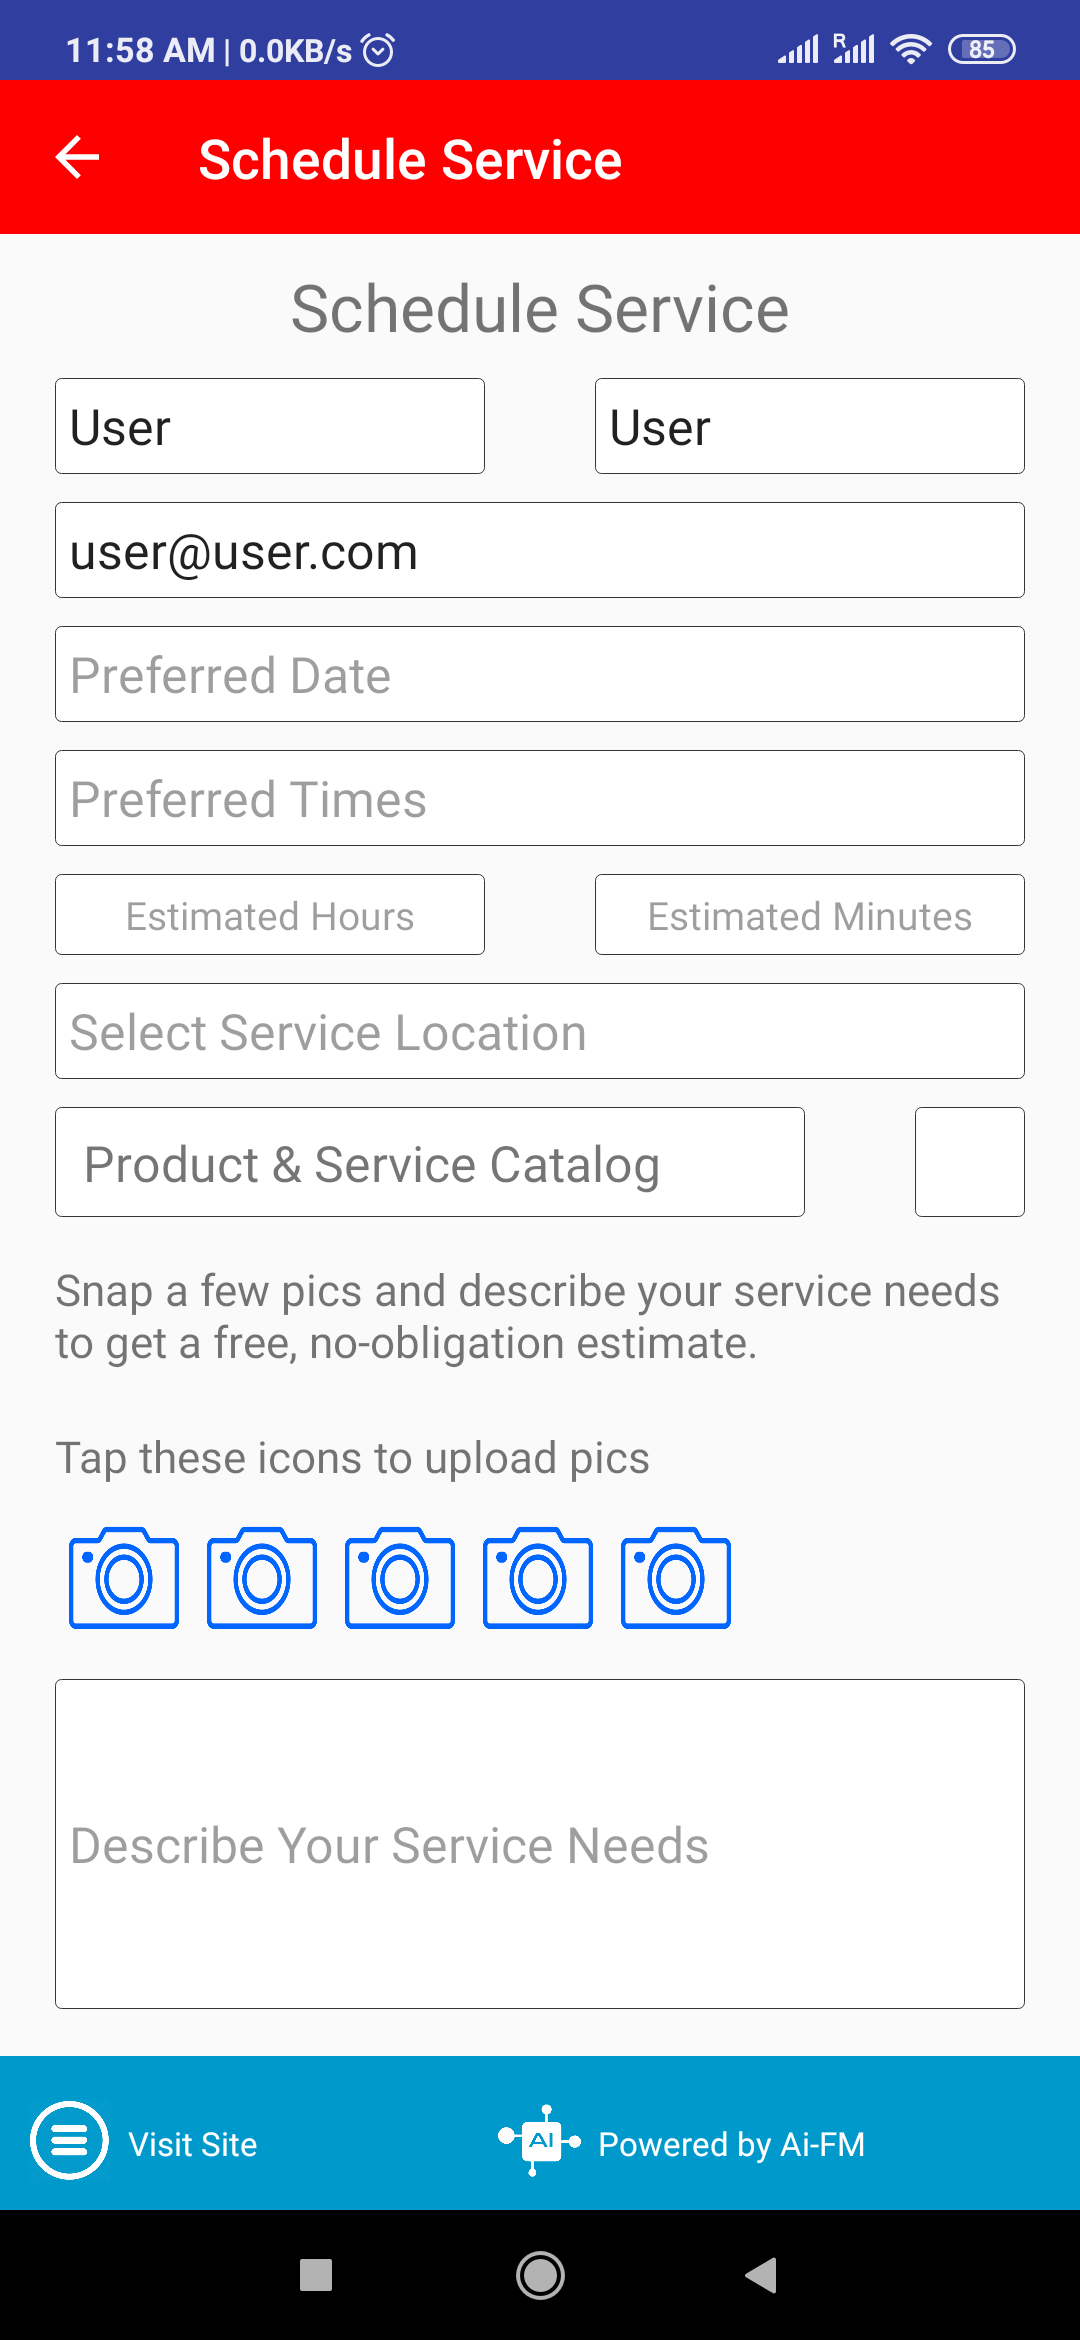 11:58 AM | 0.0KB/s
R
85
Schedule Service
Schedule Service
User
User
user@user.com
Preferred Date
Preferred Times
Estimated Hours
Estimated Minutes
Select Service Location
Product & Service Catalog
Snap a few pics and describe your service needs
to get a free, no-obligation estimate.
Tap these icons to upload pics
Describe Your Service Needs
Visit Site
AI
Powered by Ai-FM